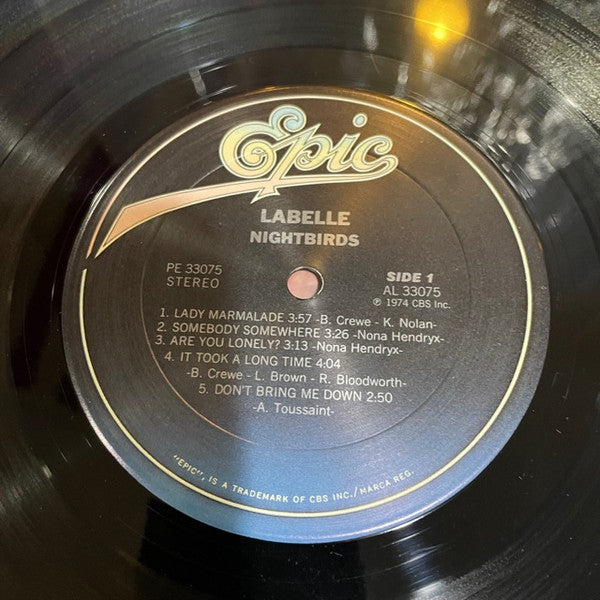 Epic
LABELLE
NIGHTBIRDS
PE 33075
STEREO
SIDE 1
AL 33075
℗ 1974 CBS Inc.
1. LADY MARMALADE 3:57 -B. Crewe - K. Nolan-
2. SOMEBODY SOMEWHERE 3:26 -Nona Hendryx-
3. ARE YOU LONELY? 3:13 -Nona Hendryx-
4. IT TOOK A LONG TIME 4:04
-B. Crewe - L. Brown - R. Bloodworth-
5. DON'T BRING ME DOWN 2:50
-A. Toussaint-
"EPIC", IS A TRADEMARK OF CBS INC./MARCA REG.